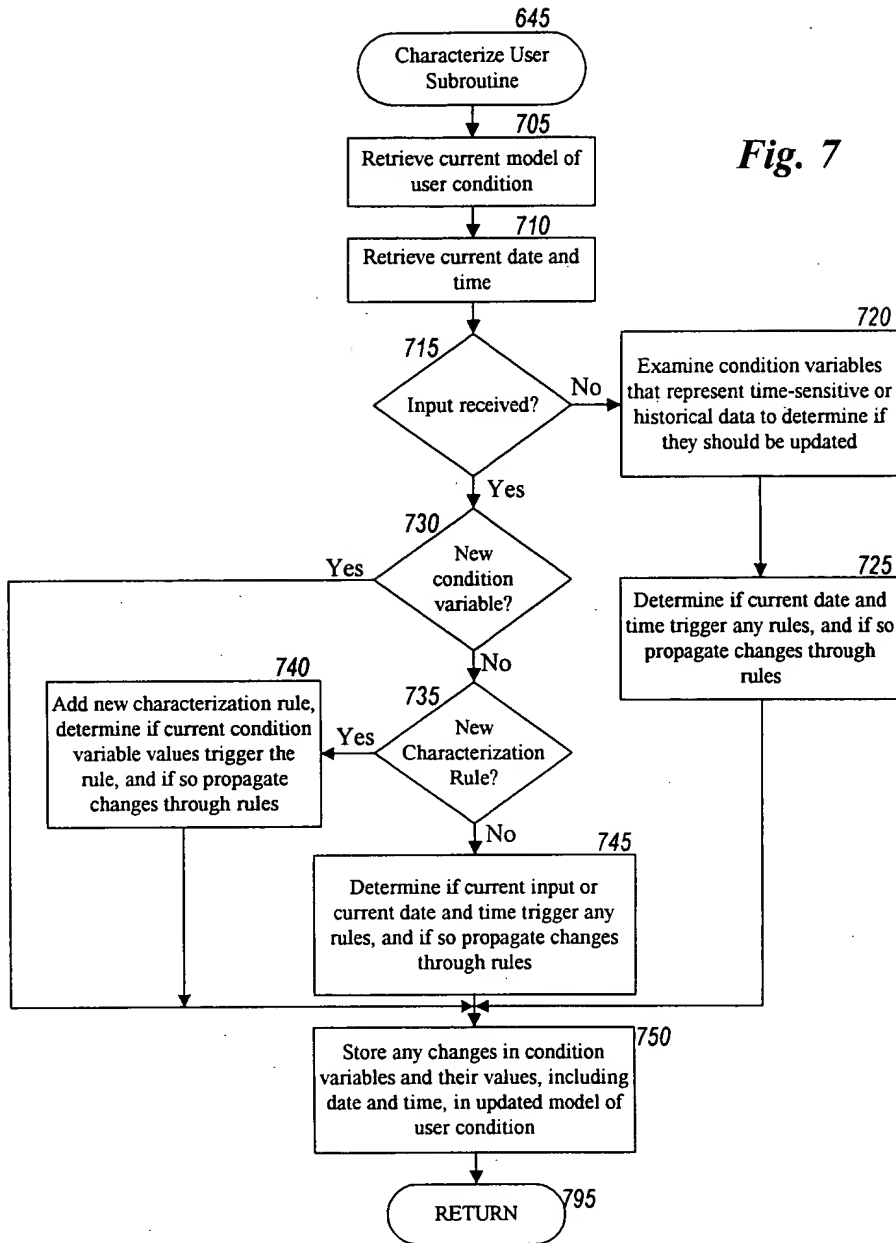 645
Characterize User
Subroutine
705
Retrieve current model of
user condition
Fig. 7
710
Retrieve current date and
time
715
Input received?
No
Yes
720
Examine condition variables
that represent time-sensitive or
historical data to determine if
they should be updated
725
Determine if current date and
time trigger any rules, and if so
propagate changes through
rules
730
New
condition
variable?
Yes
No
735
New
Characterization
Rule?
Yes
No
740
Add new characterization rule,
determine if current condition
variable values trigger the
rule, and if so propagate
changes through rules
745
Determine if current input or
current date and time trigger any
rules, and if so propagate changes
through rules
750
Store any changes in condition
variables and their values, including
date and time, in updated model of
user condition
RETURN
795